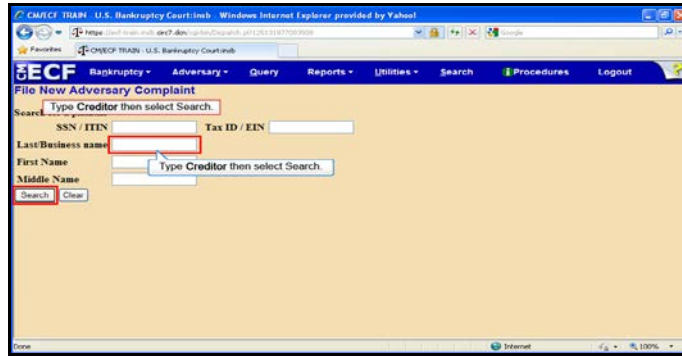 CM/ECF TRAIN - U.S. Bankruptcy Court:insb - Windows Internet Explorer provided by Yahoo!
Google
Favorites CM/ECF TRAIN - U.S. Bankruptcy Court:insb
ECF Bankruptcy Adversary Query Reports Utilities Search Procedures Logout ?
File New Adversary Complaint
Type Creditor then select Search.
SSN / ITIN Tax ID / EIN
Last/Business name
First Name Type Creditor then select Search.
Middle Name
Search Clear
Done Internet 100%